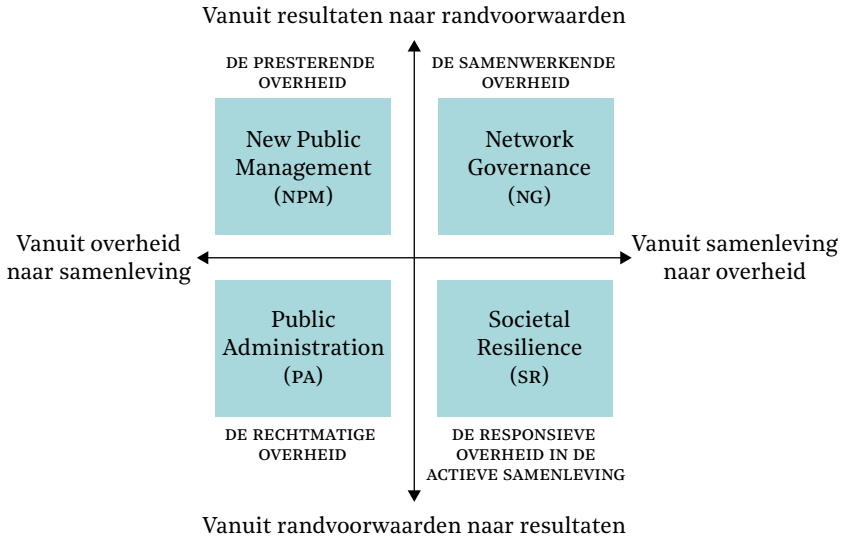 Vanuit resultaten naar randvoorwaarden
DE PRESTERENDE
OVERHEID
DE SAMENWERKENDE
OVERHEID
New Public
Management
(NPM)
Network
Governance
(NG)
Vanuit overheid
naar samenleving
Vanuit samenleving
naar overheid
Public
Administration
(PA)
Societal
Resilience
(SR)
DE RECHTMATIGE
OVERHEID
DE RESPONSIEVE
OVERHEID IN DE
ACTIEVE SAMENLEVING
Vanuit randvoorwaarden naar resultaten